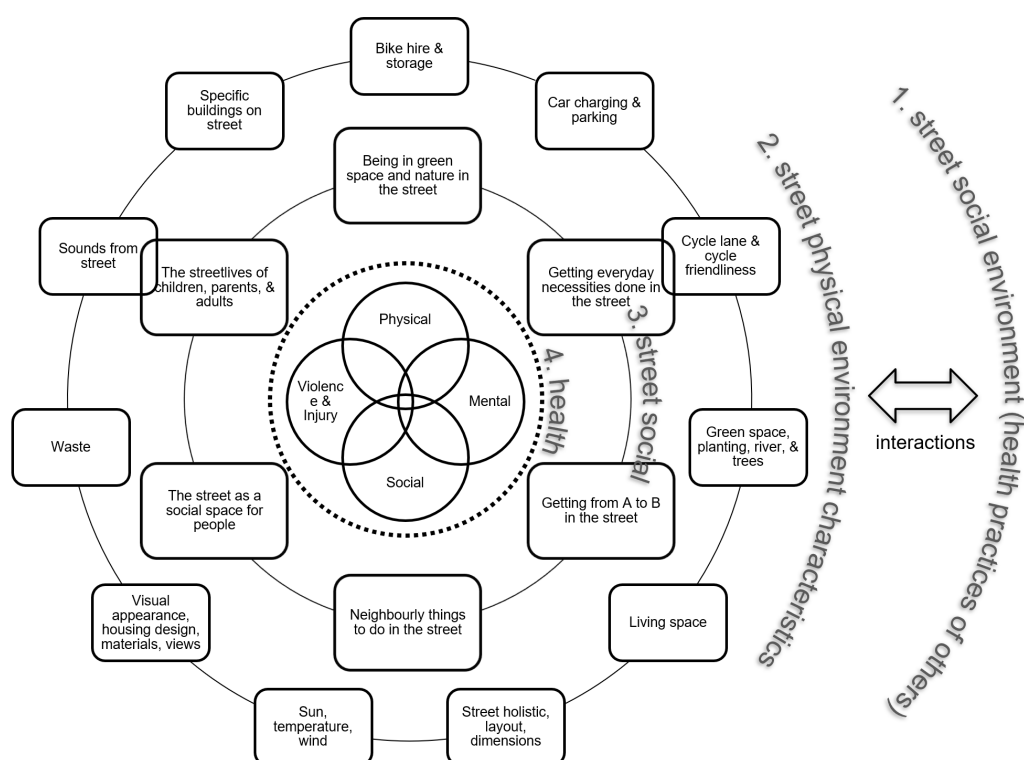 Bike hire &
storage
Specific
buildings on
street
Car charging &
parking
Being in green
space and nature in
the street
1. street social environment (health practices of others)
2. street physical environment characteristics
Sounds from
street
The streetlives of
children, parents, &
adults
Getting everyday
necessities done in
the street
Cycle lane &
cycle
friendliness
3. street social
4. health
Physical
Violenc
e &
Injury
Mental
Social
interactions
Waste
Green space,
planting, river, &
trees
The street as a
social space for
people
Getting from A to B
in the street
Visual
appearance,
housing design,
materials, views
Neighbourly things
to do in the street
Living space
Sun,
temperature,
wind
Street holistic,
layout,
dimensions